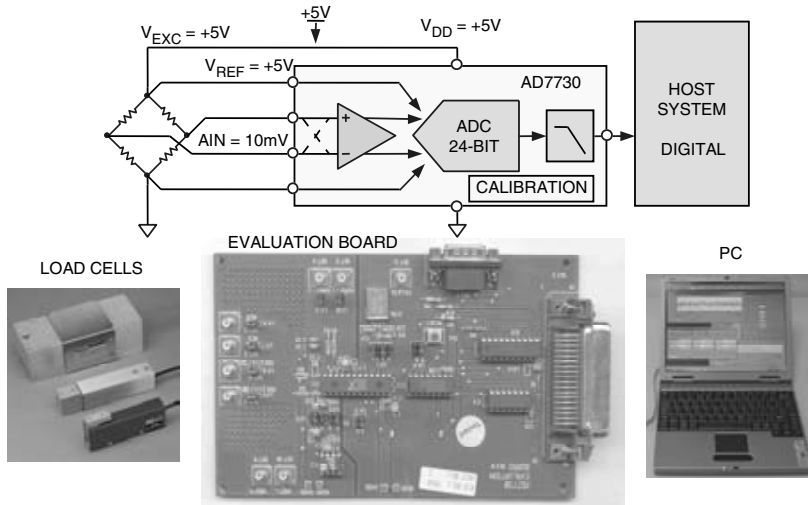 +5V
V_EXC = +5V
V_DD = +5V
V_REF = +5V
AD7730
AIN = 10mV
+
−
ADC
24-BIT
CALIBRATION
HOST
SYSTEM
DIGITAL
LOAD CELLS
EVALUATION BOARD
PC